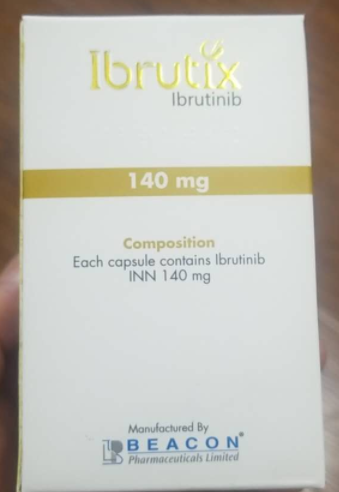 Ibrutix
Ibrutinib
140 mg
Composition
Each capsule contains Ibrutinib
INN 140 mg
Manufactured By
BEACON®
Pharmaceuticals Limited